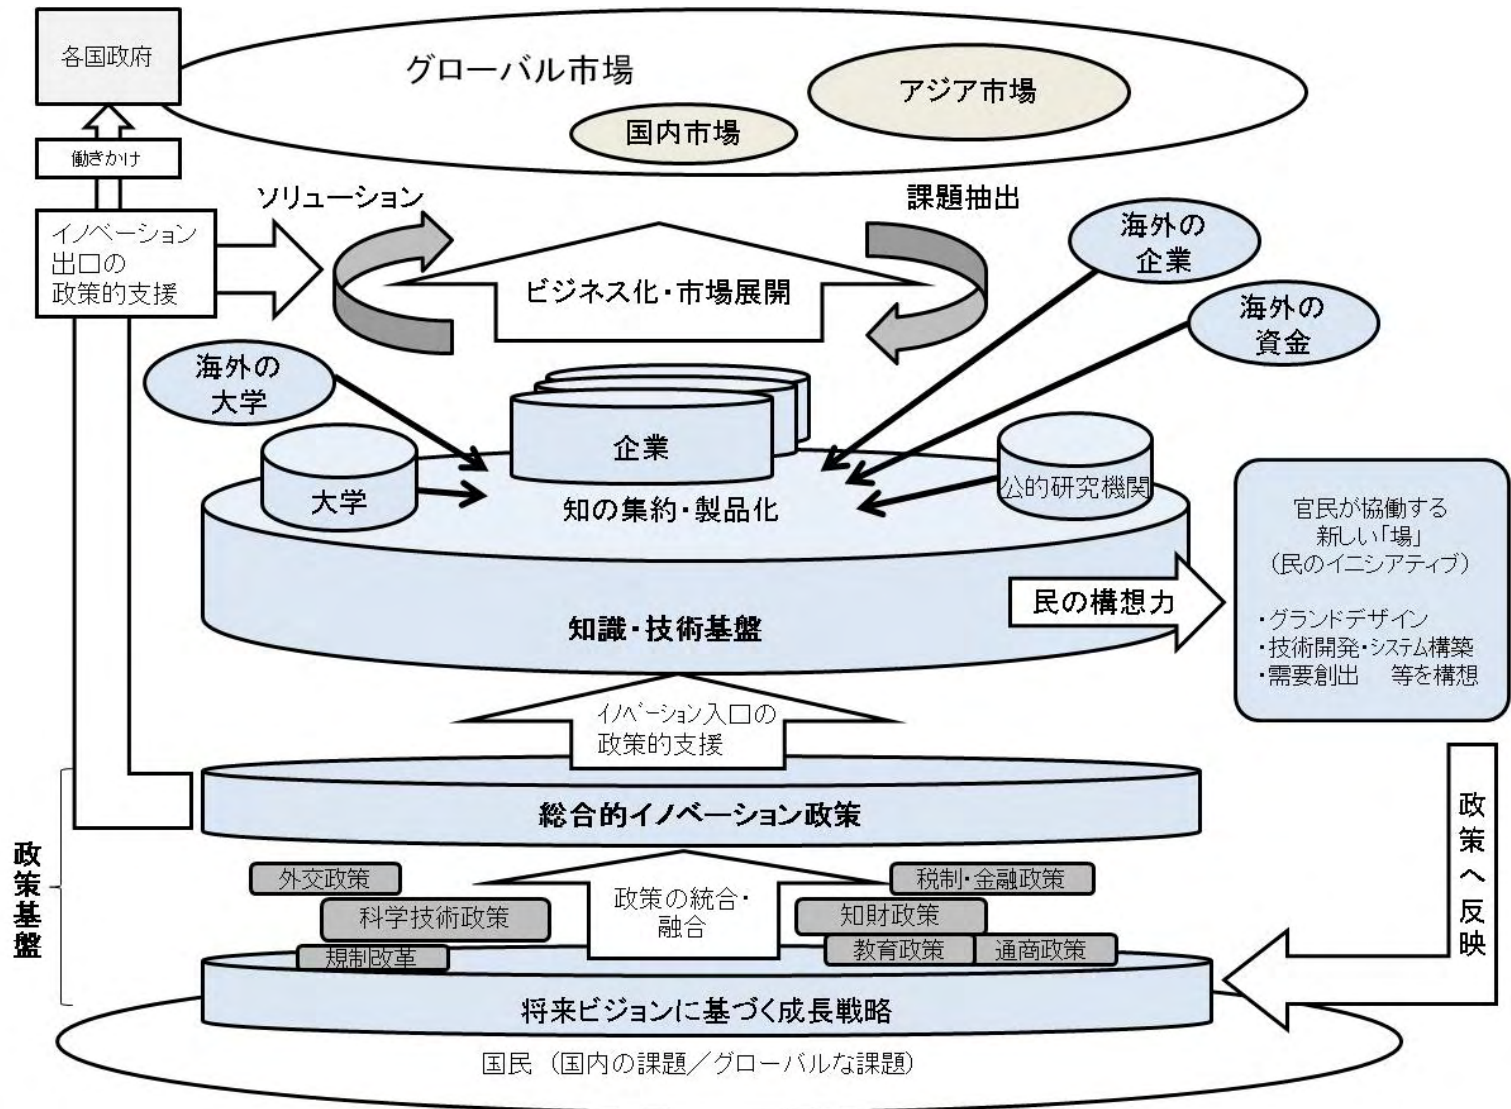 各国政府
グローバル市場
アジア市場
国内市場
働きかけ
ソリューション
課題抽出
イノベーション
出口の
政策的支援
海外の
企業
ビジネス化・市場展開
海外の
資金
海外の
大学
企業
大学
公的研究機関
知の集約・製品化
官民が協働する
新しい「場」
（民のイニシアティブ）
・グランドデザイン
・技術開発・システム構築
・需要創出　等を構想
民の構想力
知識・技術基盤
イノベーション入口の
政策的支援
総合的イノベーション政策
政策基盤
外交政策
科学技術政策
規制改革
政策の統合・
融合
税制・金融政策
知財政策
教育政策
通商政策
政策へ反映
将来ビジョンに基づく成長戦略
国民（国内の課題／グローバルな課題）